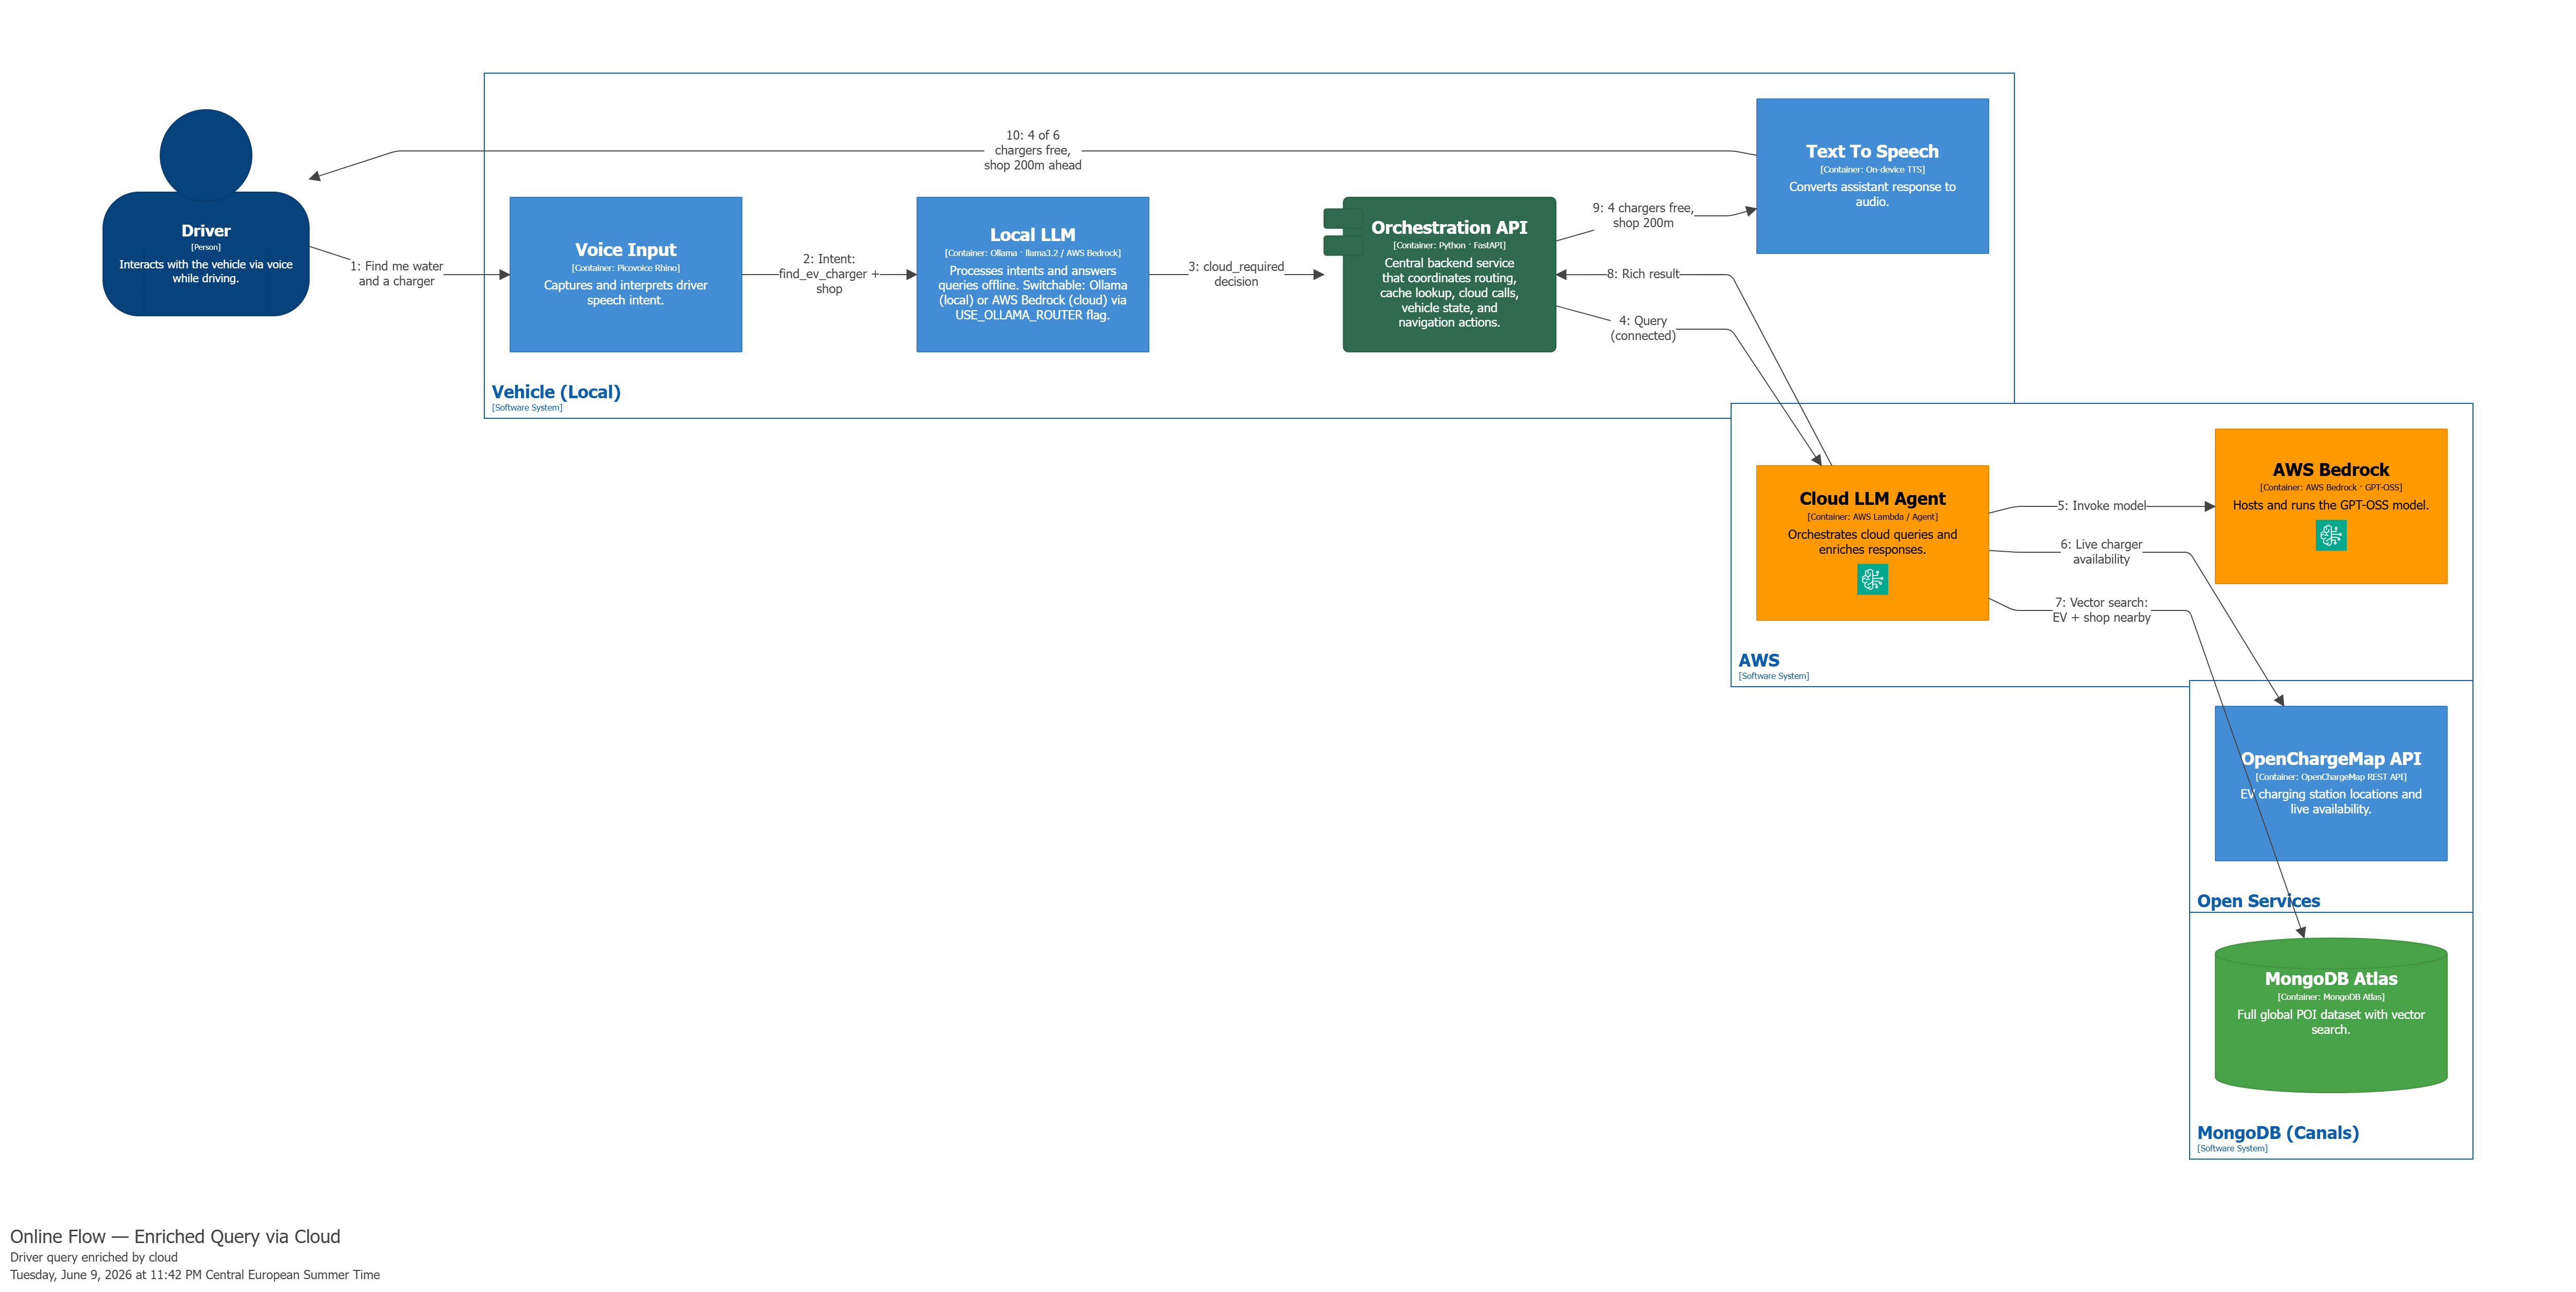 Driver
[Person]
Interacts with the vehicle via voice
while driving.
1: Find me water
and a charger
Voice Input
[Container: Picovoice Rhino]
Captures and interprets driver
speech intent.
2: Intent:
find_ev_charger +
shop
Local LLM
[Container: Ollama · llama3.2 / AWS Bedrock]
Processes intents and answers
queries offline. Switchable: Ollama
(local) or AWS Bedrock (cloud) via
USE_OLLAMA_ROUTER flag.
3: cloud_required
decision
Orchestration API
[Container: Python · FastAPI]
Central backend service
that coordinates routing,
cache lookup, cloud calls,
vehicle state, and
navigation actions.
10: 4 of 6
chargers free,
shop 200m ahead
9: 4 chargers free,
shop 200m
8: Rich result
4: Query
(connected)
Text To Speech
[Container: On-device TTS]
Converts assistant response to
audio.
Vehicle (Local)
[Software System]
Cloud LLM Agent
[Container: AWS Lambda / Agent]
Orchestrates cloud queries and
enriches responses.
5: Invoke model
6: Live charger
availability
7: Vector search:
EV + shop nearby
AWS Bedrock
[Container: AWS Bedrock · GPT-OSS]
Hosts and runs the GPT-OSS model.
AWS
[Software System]
OpenChargeMap API
[Container: OpenChargeMap REST API]
EV charging station locations and
live availability.
Open Services
MongoDB Atlas
[Container: MongoDB Atlas]
Full global POI dataset with vector
search.
MongoDB (Canals)
[Software System]
Online Flow — Enriched Query via Cloud
Driver query enriched by cloud
Tuesday, June 9, 2026 at 11:42 PM Central European Summer Time